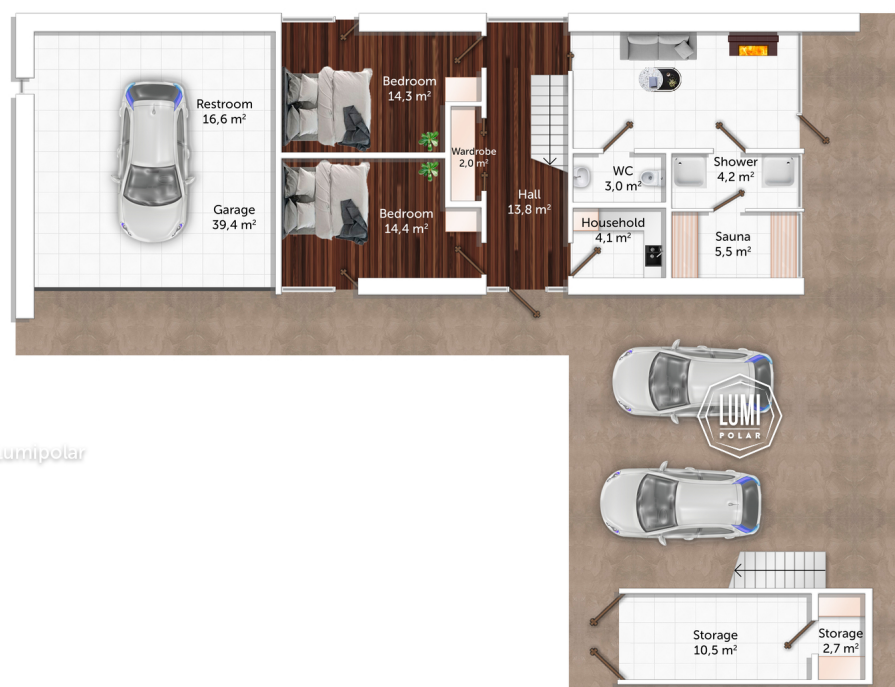 Restroom
16,6 m²
Garage
39,4 m²
Bedroom
14,3 m²
Wardrobe
2,0 m²
Bedroom
14,4 m²
Hall
13,8 m²
WC
3,0 m²
Shower
4,2 m²
Household
4,1 m²
Sauna
5,5 m²
LUMI
POLAR
umipolar
Storage
10,5 m²
Storage
2,7 m²